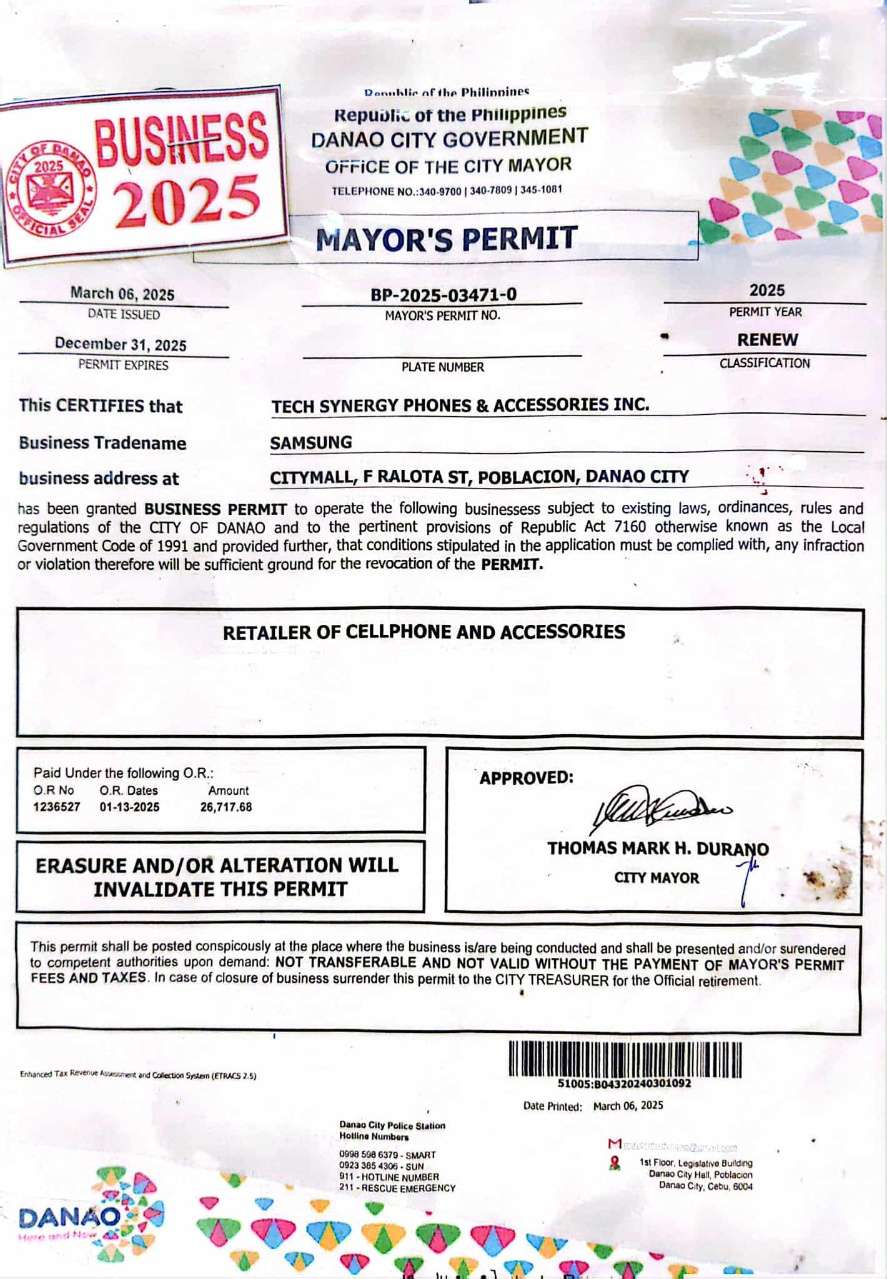 Republic of the Philippines
Republic of the Philippines
DANAO CITY GOVERNMENT
OFFICE OF THE CITY MAYOR
TELEPHONE NO.:340-9700 | 340-7809 | 345-1081
BUSINESS
2025
CITY OF DANAO
2025
OFFICIAL SEAL
MAYOR'S PERMIT
March 06, 2025
DATE ISSUED
BP-2025-03471-0
MAYOR'S PERMIT NO.
2025
PERMIT YEAR
December 31, 2025
PERMIT EXPIRES
PLATE NUMBER
RENEW
CLASSIFICATION
This CERTIFIES that TECH SYNERGY PHONES & ACCESSORIES INC.
Business Tradename SAMSUNG
business address at CITYMALL, F RALOTA ST, POBLACION, DANAO CITY
has been granted BUSINESS PERMIT to operate the following businessess subject to existing laws, ordinances, rules and
regulations of the CITY OF DANAO and to the pertinent provisions of Republic Act 7160 otherwise known as the Local
Government Code of 1991 and provided further, that conditions stipulated in the application must be complied with, any infraction
or violation therefore will be sufficient ground for the revocation of the PERMIT.
RETAILER OF CELLPHONE AND ACCESSORIES
Paid Under the following O.R.:
O.R No O.R. Dates Amount
1236527 01-13-2025 26,717.68
ERASURE AND/OR ALTERATION WILL
INVALIDATE THIS PERMIT
APPROVED:
THOMAS MARK H. DURANO
CITY MAYOR
This permit shall be posted conspicuously at the place where the business is/are being conducted and shall be presented and/or surendered
to competent authorities upon demand: NOT TRANSFERABLE AND NOT VALID WITHOUT THE PAYMENT OF MAYOR'S PERMIT
FEES AND TAXES. In case of closure of business surrender this permit to the CITY TREASURER for the Official retirement.
Enhanced Tax Revenue Assessment and Collection System (ETRACS 2.5)
51005:B04320240301092
Date Printed: March 06, 2025
Danao City Police Station
Hotline Numbers
0998 598 6379 - SMART
0923 385 4306 - SUN
911 - HOTLINE NUMBER
211 - RESCUE EMERGENCY
1st Floor, Legislative Building
Danao City Hall, Poblacion
Danao City, Cebu, 6004
DANAO
Here and Now